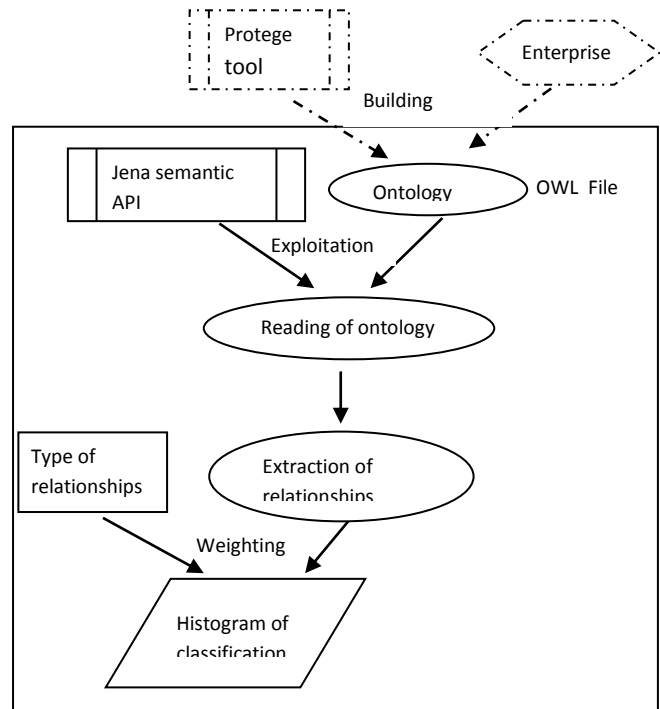 Protege
tool
Enterprise
Building
Jena semantic
API
Ontology
OWL File
Exploitation
Reading of ontology
Type of
relationships
Extraction of
relationships
Weighting
Histogram of
classification